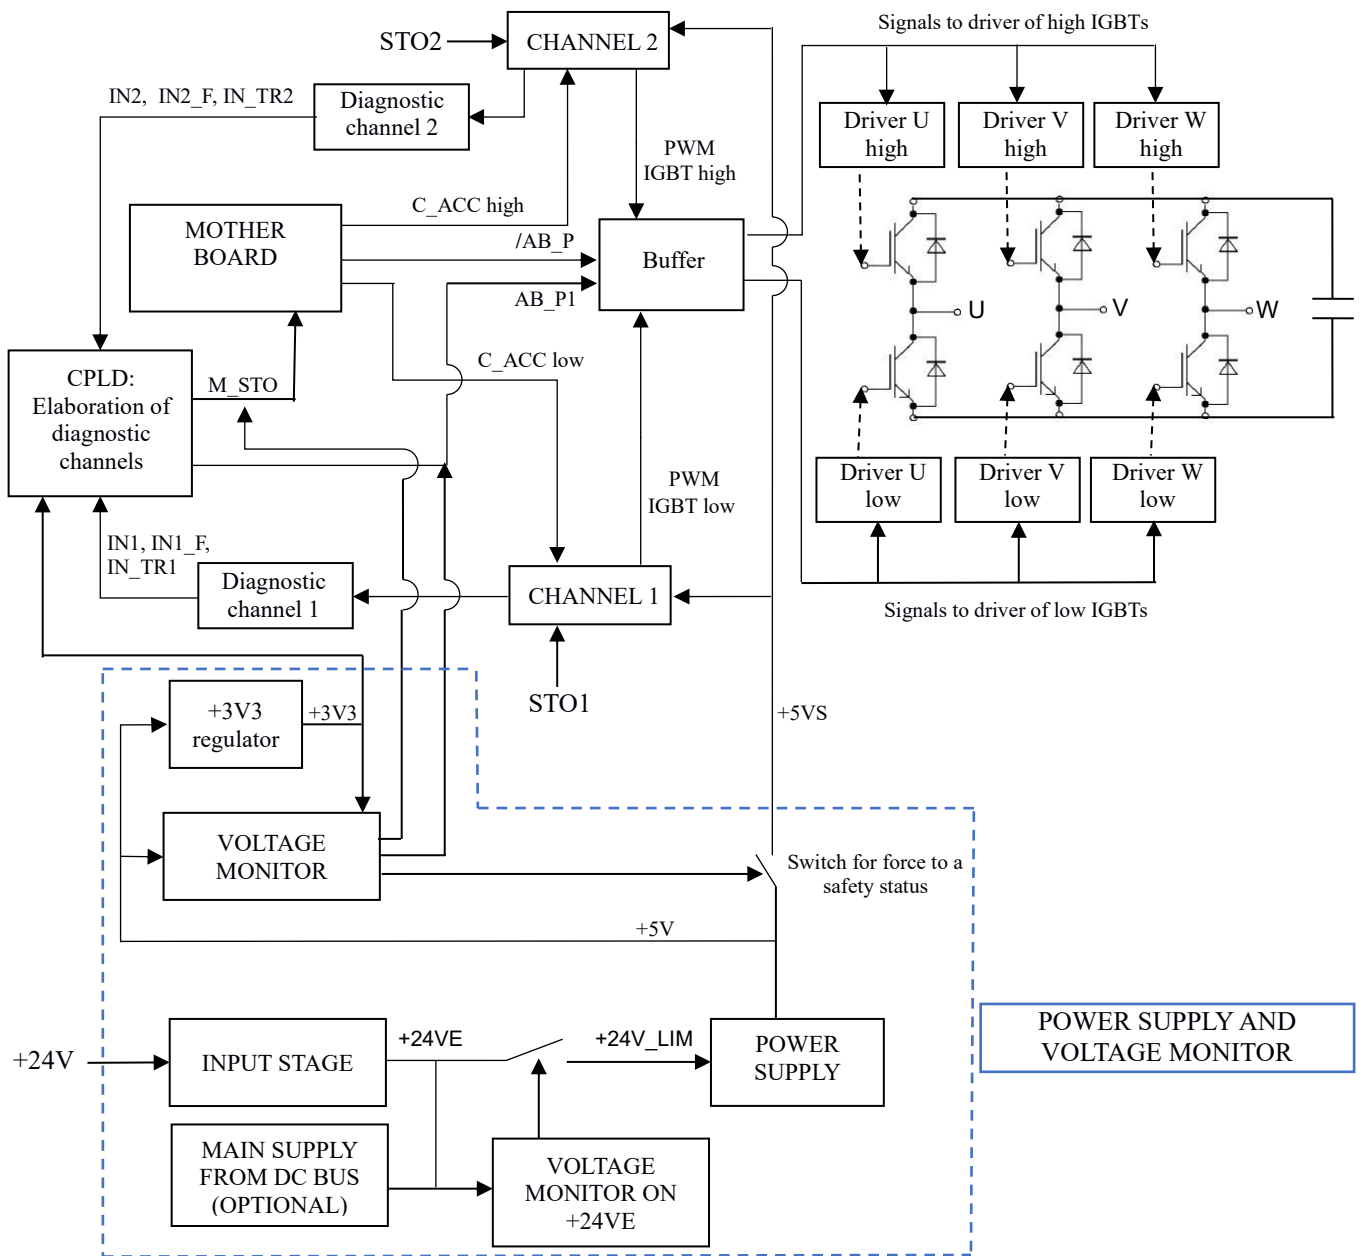 Signals to driver of high IGBTs
STO2
CHANNEL 2
IN2, IN2_F, IN_TR2
Diagnostic
channel 2
Driver U
high
Driver V
high
Driver W
high
PWM
IGBT high
C_ACC high
MOTHER
BOARD
/AB_P
Buffer
AB_P1
U
V
W
C_ACC low
CPLD:
Elaboration of
diagnostic
channels
M_STO
PWM
IGBT low
Driver U
low
Driver V
low
Driver W
low
IN1, IN1_F,
IN_TR1
Diagnostic
channel 1
CHANNEL 1
Signals to driver of low IGBTs
STO1
+3V3
regulator
+3V3
+5VS
VOLTAGE
MONITOR
Switch for force to a
safety status
+5V
+24V
INPUT STAGE
+24VE
+24V_LIM
POWER
SUPPLY
POWER SUPPLY AND
VOLTAGE MONITOR
MAIN SUPPLY
FROM DC BUS
(OPTIONAL)
VOLTAGE
MONITOR ON
+24VE